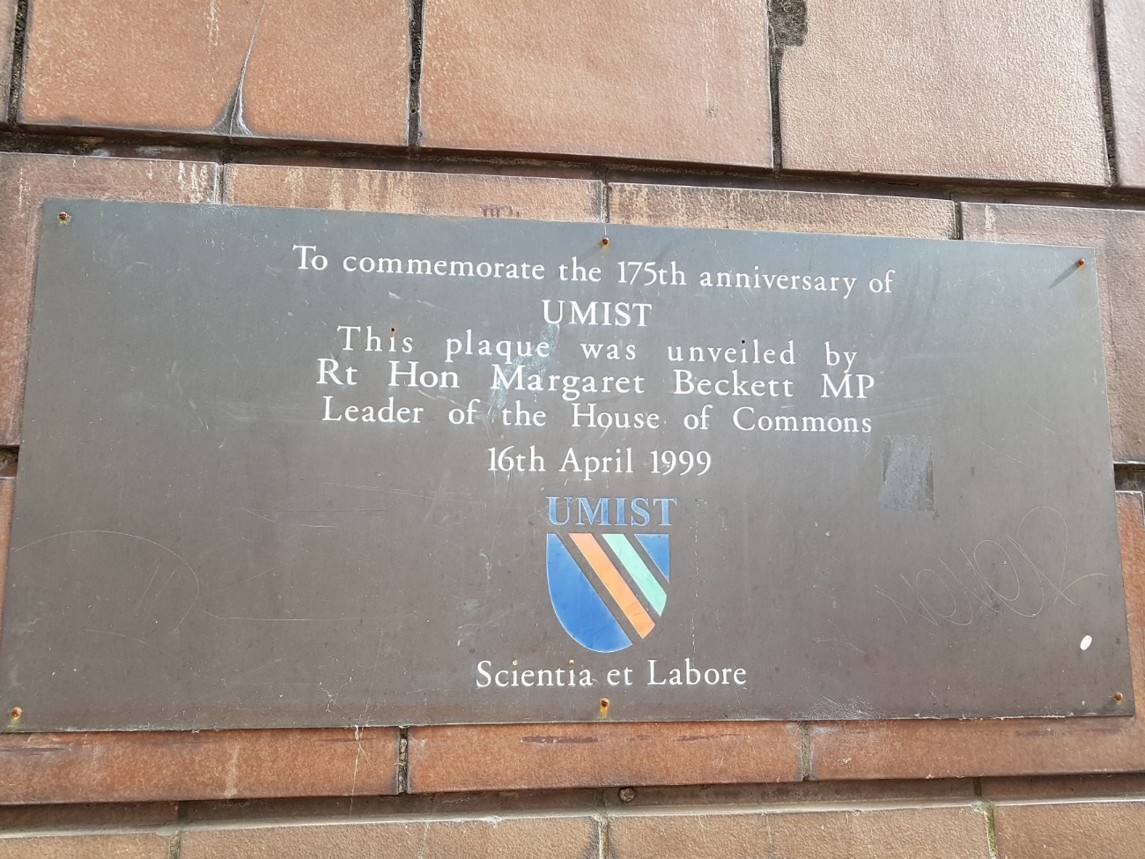 To commemorate the 175th anniversary of
UMIST
This plaque was unveiled by
Rt Hon Margaret Beckett MP
Leader of the House of Commons
16th April 1999
UMIST
Scientia et Labore